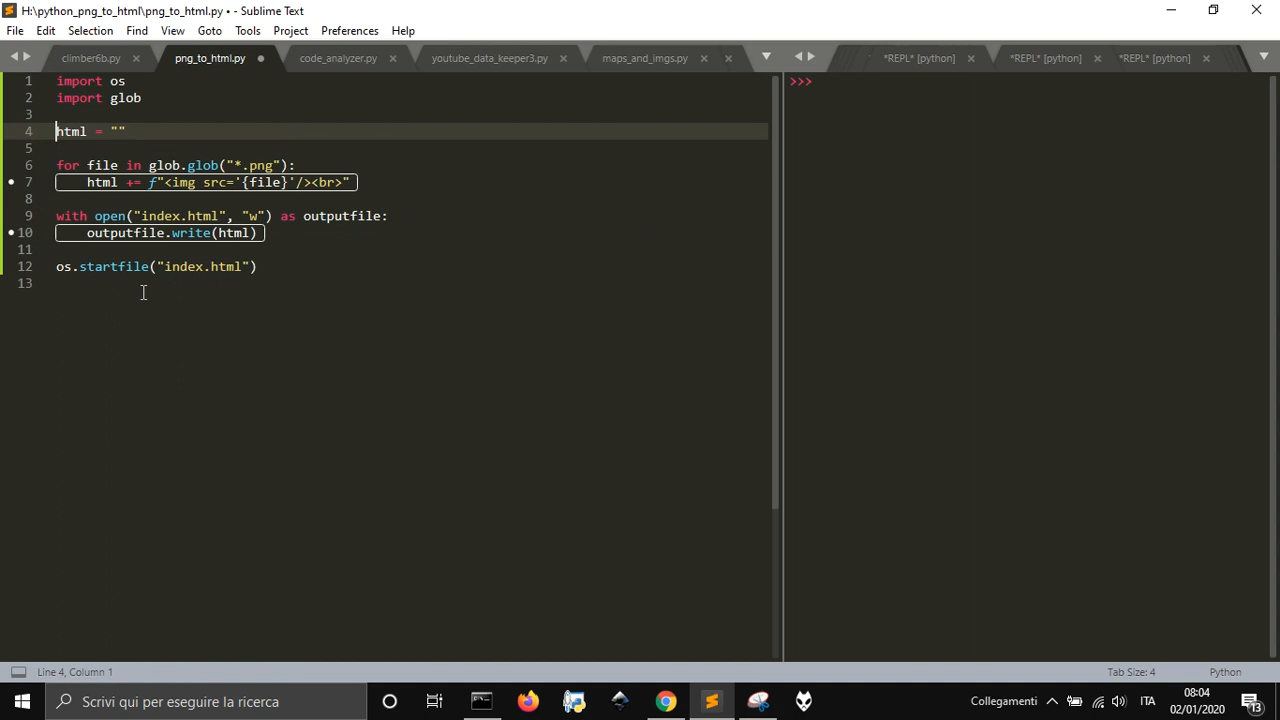 H:\python_png_to_html\png_to_html.py • - Sublime Text
File Edit Selection Find View Goto Tools Project Preferences Help
climber6b.py × png_to_html.py code_analyzer.py × youtube_data_keeper3.py × maps_and_imgs.py × × *REPL* [python] × *REPL* [python] × *REPL* [python] ×
1 import os
2 import glob
3
4 html = ""
5
6 for file in glob.glob("*.png"):
7 html += f"<img src='{file}'/><br>"
8
9 with open("index.html", "w") as outputfile:
10 outputfile.write(html)
11
12 os.startfile("index.html")
13
>>>
Line 4, Column 1 Tab Size: 4 Python
Scrivi qui per eseguire la ricerca Collegamenti ITA 08:04
02/01/2020 13